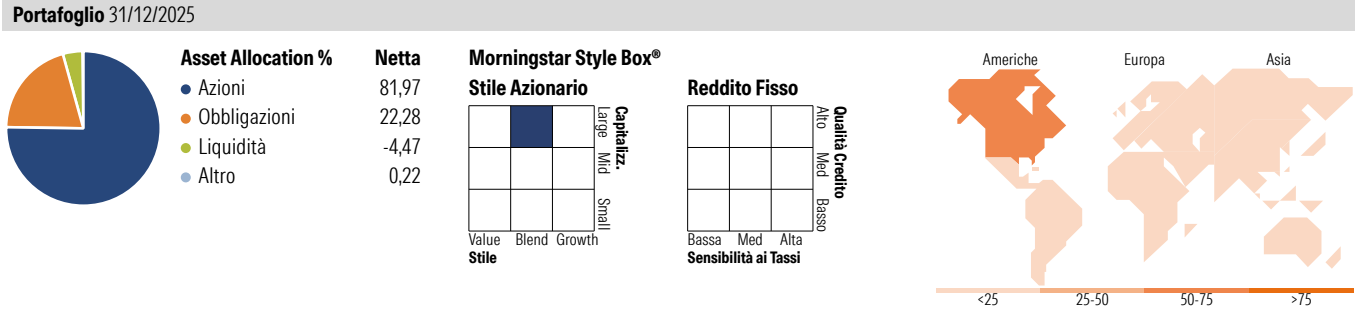 Portafoglio 31/12/2025
Asset Allocation % Netta
Azioni 81,97
Obbligazioni 22,28
Liquidità -4,47
Altro 0,22
Morningstar Style Box®
Stile Azionario
Large
Mid
Small
Capitalizz.
Value Blend Growth
Stile
Reddito Fisso
Alto
Med
Basso
Qualità Credito
Bassa Med Alta
Sensibilità ai Tassi
Americhe Europa Asia
<25 25-50 50-75 >75